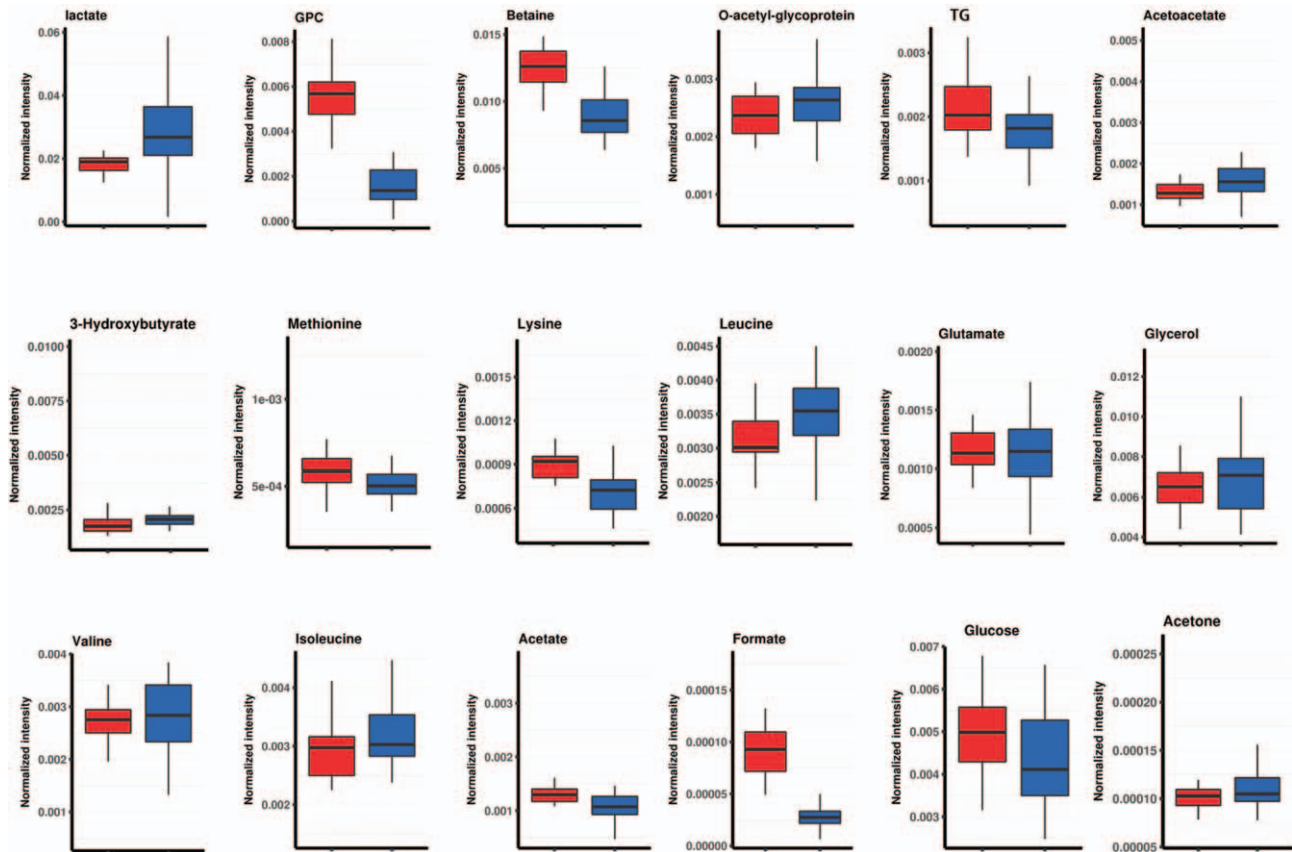 lactate
Normalized intensity
0.06
0.04
0.02
0.00
GPC
Normalized intensity
0.008
0.006
0.004
0.002
0.000
Betaine
Normalized intensity
0.015
0.010
0.005
O-acetyl-glycoprotein
Normalized intensity
0.003
0.002
0.001
TG
Normalized intensity
0.003
0.002
0.001
Acetoacetate
Normalized intensity
0.005
0.004
0.003
0.002
0.001
3-Hydroxybutyrate
Normalized intensity
0.0100
0.0075
0.0050
0.0025
Methionine
Normalized intensity
1e-03
5e-04
Lysine
Normalized intensity
0.0015
0.0012
0.0009
0.0006
Leucine
Normalized intensity
0.0045
0.0040
0.0035
0.0030
0.0025
0.0020
Glutamate
Normalized intensity
0.0020
0.0015
0.0010
0.0005
Glycerol
Normalized intensity
0.012
0.010
0.008
0.006
0.004
Valine
Normalized intensity
0.004
0.003
0.002
0.001
Isoleucine
Normalized intensity
0.004
0.003
0.002
Acetate
Normalized intensity
0.003
0.002
0.001
Formate
Normalized intensity
0.00015
0.00010
0.00005
0.00000
Glucose
Normalized intensity
0.007
0.006
0.005
0.004
0.003
Acetone
Normalized intensity
0.00025
0.00020
0.00015
0.00010
0.00005